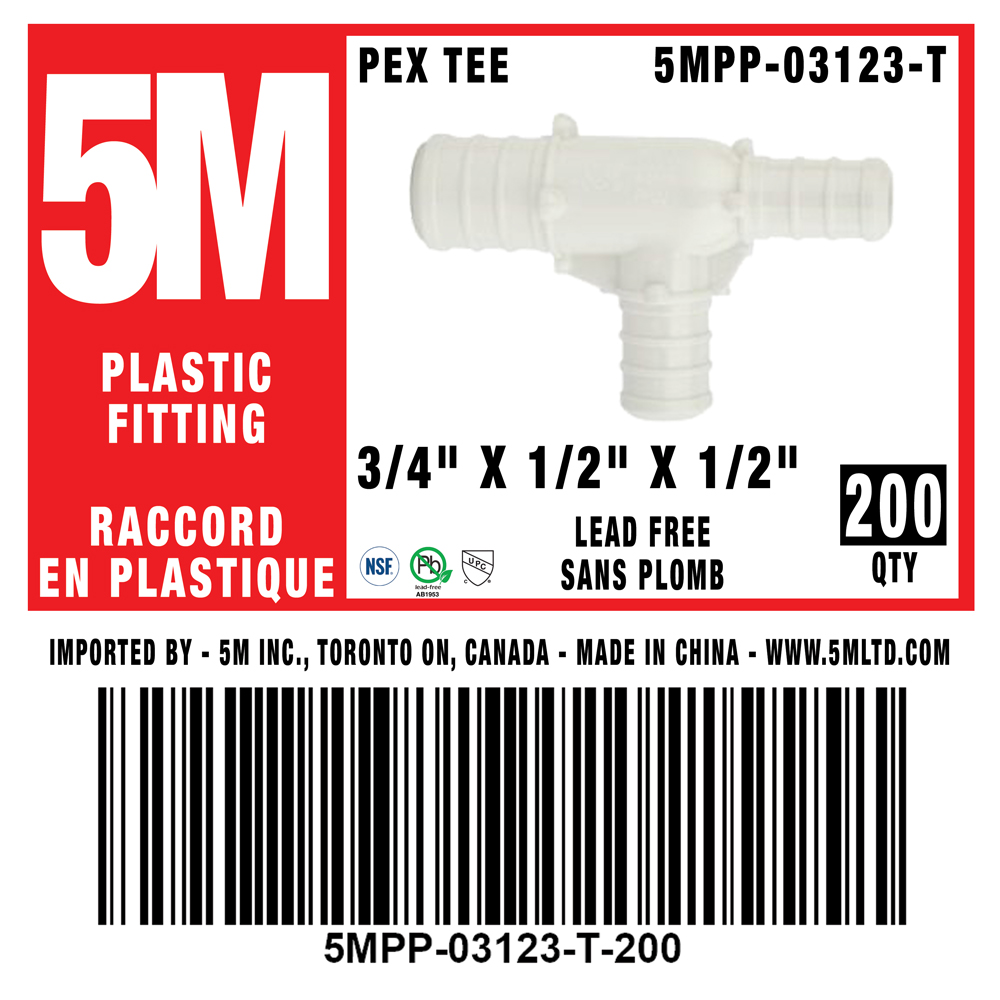 5M
PLASTIC
FITTING
RACCORD
EN PLASTIQUE
PEX TEE 5MPP-03123-T
3/4" X 1/2" X 1/2"
200
QTY
LEAD FREE
SANS PLOMB
NSF
Pb
lead-free
AB1953
UPC
C
IMPORTED BY - 5M INC., TORONTO ON, CANADA - MADE IN CHINA - WWW.5MLTD.COM
5MPP-03123-T-200